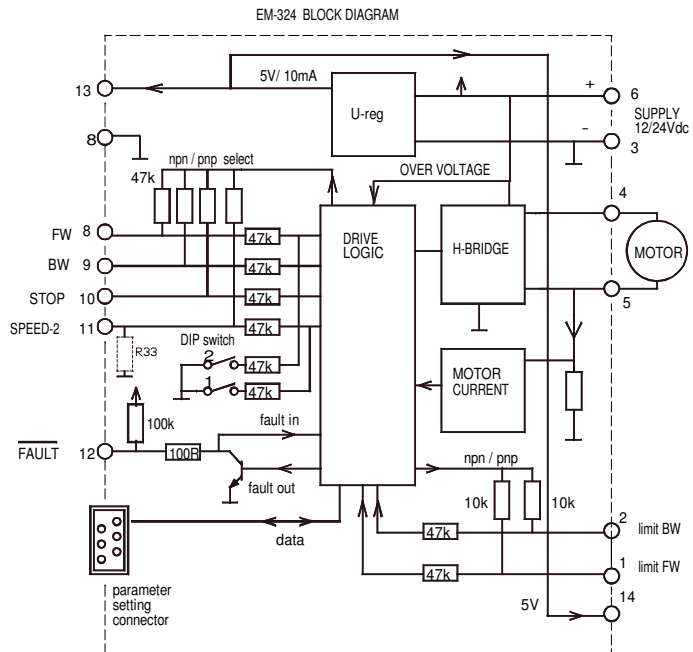 EM-324 BLOCK DIAGRAM
13
5V/ 10mA
U-reg
+
6
SUPPLY
12/24Vdc
8
-
3
npn / pnp select
47k
OVER VOLTAGE
4
FW 8
47k
DRIVE
LOGIC
H-BRIDGE
MOTOR
BW 9
47k
5
STOP 10
47k
SPEED-2 11
47k
R33
DIP switch
2
47k
1
47k
MOTOR
CURRENT
100k
fault in
FAULT 12
100R
fault out
npn / pnp
10k
10k
data
2 limit BW
47k
1 limit FW
47k
parameter
setting
connector
5V
14